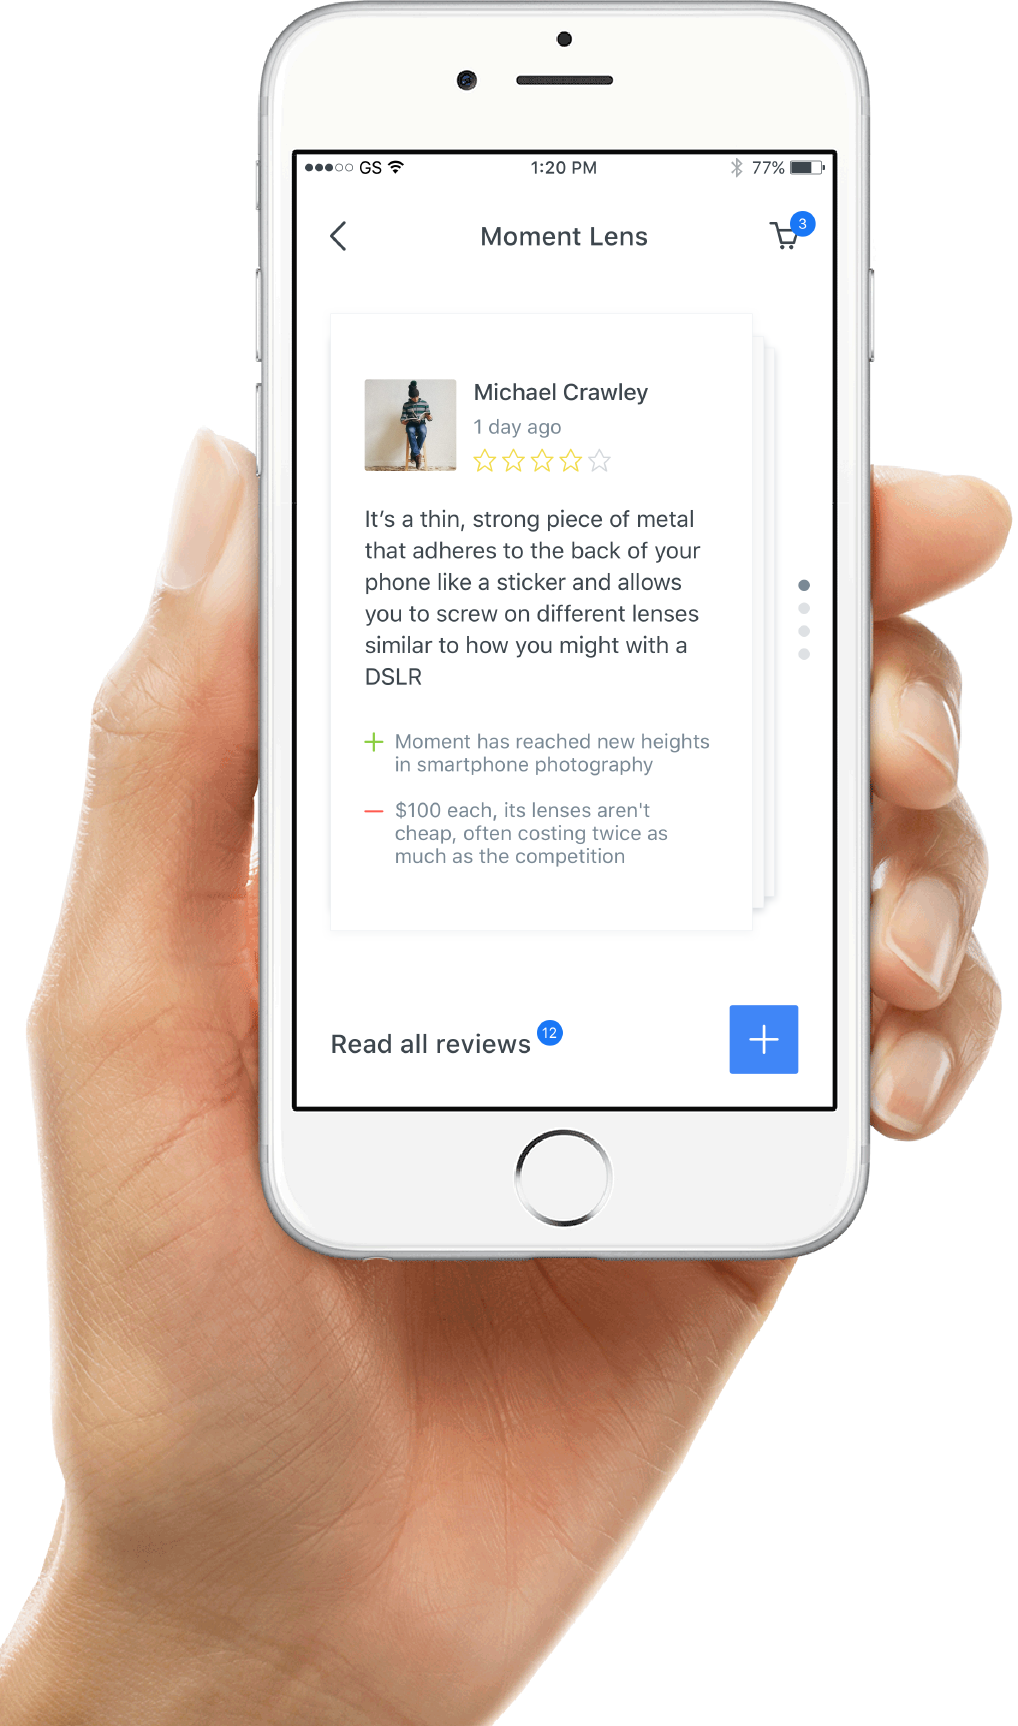 GS 1:20 PM 77%
Moment Lens 3
Michael Crawley
1 day ago
It’s a thin, strong piece of metal
that adheres to the back of your
phone like a sticker and allows
you to screw on different lenses
similar to how you might with a
DSLR
Moment has reached new heights
in smartphone photography
$100 each, its lenses aren't
cheap, often costing twice as
much as the competition
Read all reviews 12